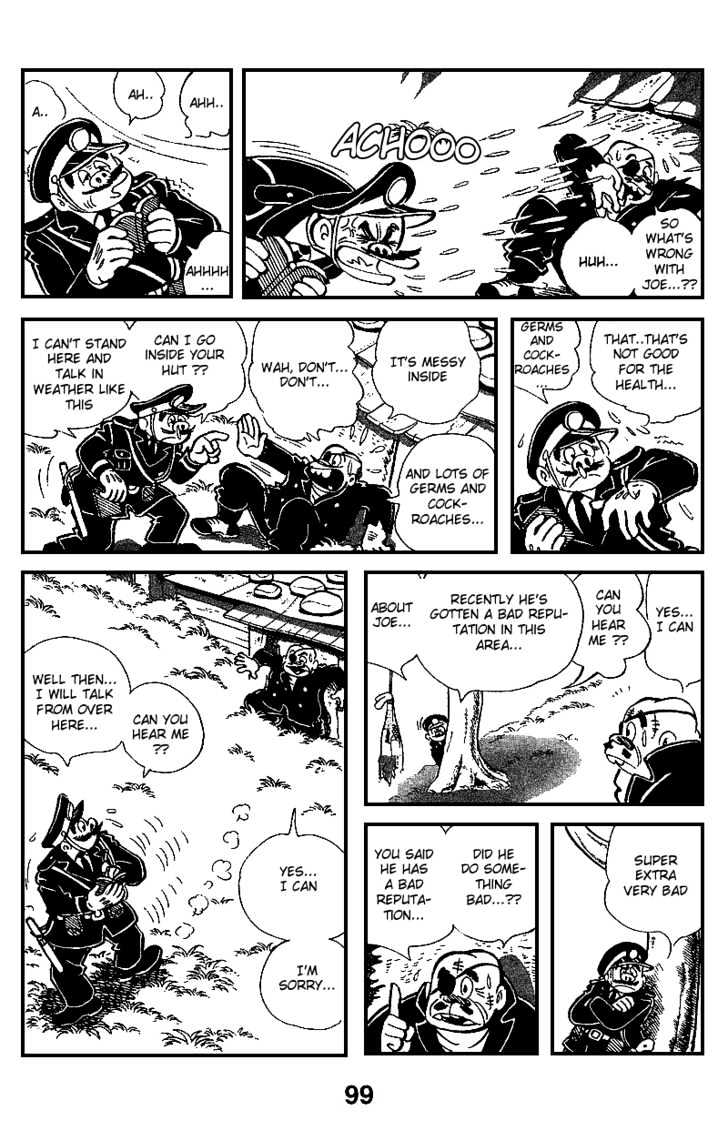 A..
AH..
AHH..
AHHHH
...
ACHOOO
HUH...
SO
WHAT'S
WRONG
WITH
JOE...??
I CAN'T STAND
HERE AND
TALK IN
WEATHER LIKE
THIS
CAN I GO
INSIDE YOUR
HUT ??
WAH, DON'T...
DON'T...
IT'S MESSY
INSIDE
AND LOTS OF
GERMS AND
COCK-
ROACHES...
GERMS
AND
COCK-
ROACHES
...
THAT..THAT'S
NOT GOOD
FOR THE
HEALTH...
WELL THEN...
I WILL TALK
FROM OVER
HERE...
CAN YOU
HEAR ME
??
YES...
I CAN
I'M
SORRY...
ABOUT
JOE...
RECENTLY HE'S
GOTTEN A BAD REPU-
TATION IN THIS
AREA...
CAN
YOU
HEAR
ME ??
YES...
I CAN
YOU SAID
HE HAS
A BAD
REPUTA-
TION...
DID HE
DO SOME-
THING
BAD...??
SUPER
EXTRA
VERY BAD
99